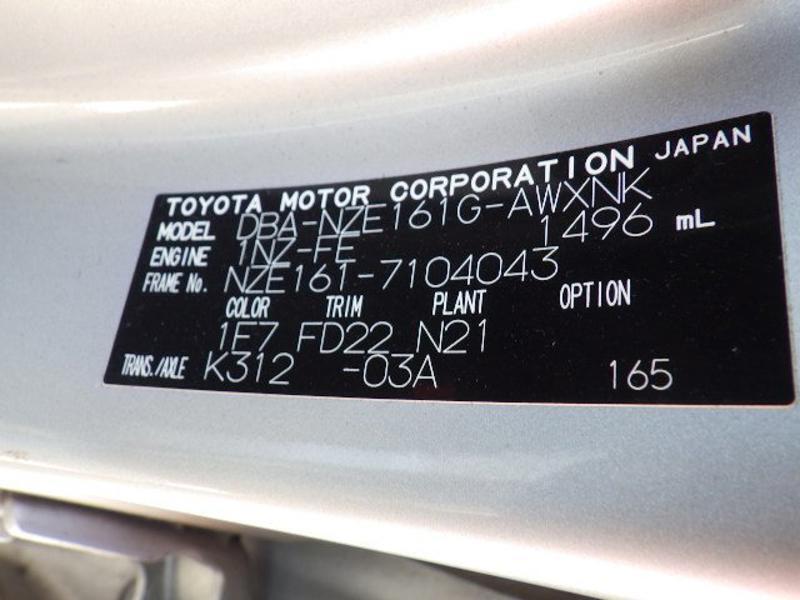 TOYOTA MOTOR CORPORATION JAPAN
MODEL DBA-NZE161G-AWXNK
ENGINE 1NZ-FE 1496 mL
FRAME No. NZE161-7104043
COLOR TRIM PLANT OPTION
1F7 FD22 N21
TRANS./AXLE K312 -03A 165